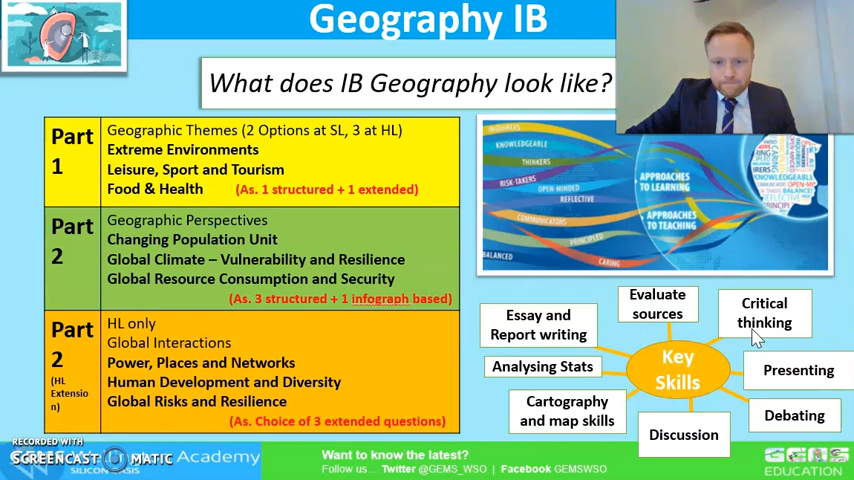 Geography IB
What does IB Geography look like?
Part
1
Geographic Themes (2 Options at SL, 3 at HL)
Extreme Environments
Leisure, Sport and Tourism
Food & Health (As. 1 structured + 1 extended)
Part
2
Geographic Perspectives
Changing Population Unit
Global Climate – Vulnerability and Resilience
Global Resource Consumption and Security
(As. 3 structured + 1 infograph based)
Part
2
(HL
Extensio
n)
HL only
Global Interactions
Power, Places and Networks
Human Development and Diversity
Global Risks and Resilience
(As. Choice of 3 extended questions)
INQUIRERS
KNOWLEDGEABLE
THINKERS
RISK-TAKERS
OPEN-MINDED
REFLECTIVE
COMMUNICATORS
PRINCIPLED
CARING
BALANCED
APPROACHES
TO LEARNING
APPROACHES
TO TEACHING
Evaluate
sources
Critical
thinking
Essay and
Report writing
Key
Skills
Analysing Stats
Presenting
Cartography
and map skills
Debating
Discussion
RECORDED WITH
SCREENCAST MATIC
Academy
SILICON OASIS
Want to know the latest?
Follow us... Twitter @GEMS_WSO | Facebook GEMSWSO
GEMS
EDUCATION